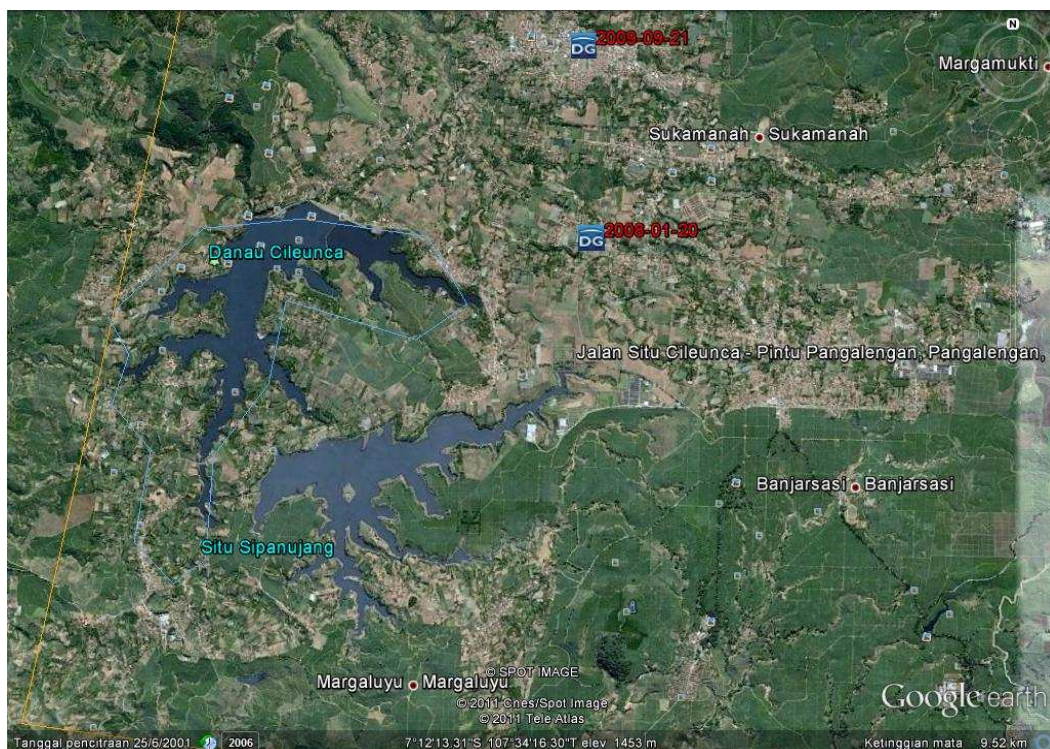 N
DG 2009-09-21
Margamukti
Sukamanah Sukamanah
DG 2008-01-20
Danau Cileunca
Jalan Situ Cileunca - Pintu Pangalengan, Pangalengan,
Banjarsasi Banjarsasi
Situ Sipanujang
© SPOT IMAGE
Margaluyu Margaluyu
© 2011 Cnes/Spot Image
© 2011 Tele Atlas
Google earth
Tanggal pencitraan 25/6/2001 2006 7°12'13.31"S 107°34'16.30"T elev 1453 m Ketinggian mata 9.52 km